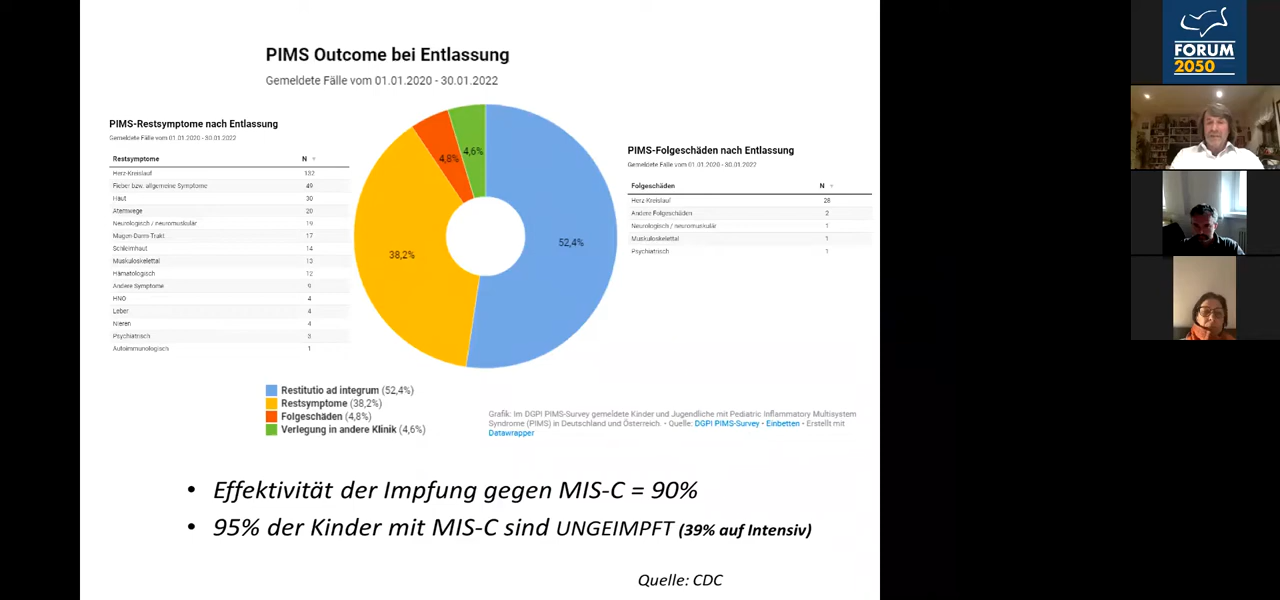 PIMS Outcome bei Entlassung
Gemeldete Fälle vom 01.01.2020 - 30.01.2022
PIMS-Restsymptome nach Entlassung
Gemeldete Fälle vom 01.01.2020 - 30.01.2022
Restsymptome N
Herz-Kreislauf 132
Fieber bzw. allgemeine Symptome 49
Haut 30
Atemwege 20
Neurologisch / neuromuskulär 19
Magen-Darm-Trakt 17
Schleimhaut 14
Muskuloskelettal 13
Hämatologisch 12
Andere Symptome 9
HNO 4
Leber 4
Nieren 4
Psychiatrisch 3
Autoimmunologisch 1
4,8%
4,6%
38,2%
52,4%
PIMS-Folgeschäden nach Entlassung
Gemeldete Fälle vom 01.01.2020 - 30.01.2022
Folgeschäden N
Herz Kreislauf 28
Andere Folgeschäden 2
Neurologisch / neuromuskulär 1
Muskuloskelettal 1
Psychiatrisch 1
Restitutio ad integrum (52,4%)
Restsymptome (38,2%)
Folgeschäden (4,8%)
Verlegung in andere Klinik (4,6%)
Grafik: Im DGPI PIMS-Survey gemeldete Kinder und Jugendliche mit Pediatric Inflammatory Multisystem
Syndrome (PIMS) in Deutschland und Österreich. • Quelle: DGPI PIMS-Survey • Einbetten • Erstellt mit
Datawrapper
• Effektivität der Impfung gegen MIS-C = 90%
• 95% der Kinder mit MIS-C sind UNGEIMPFT (39% auf Intensiv)
Quelle: CDC
FORUM
2050